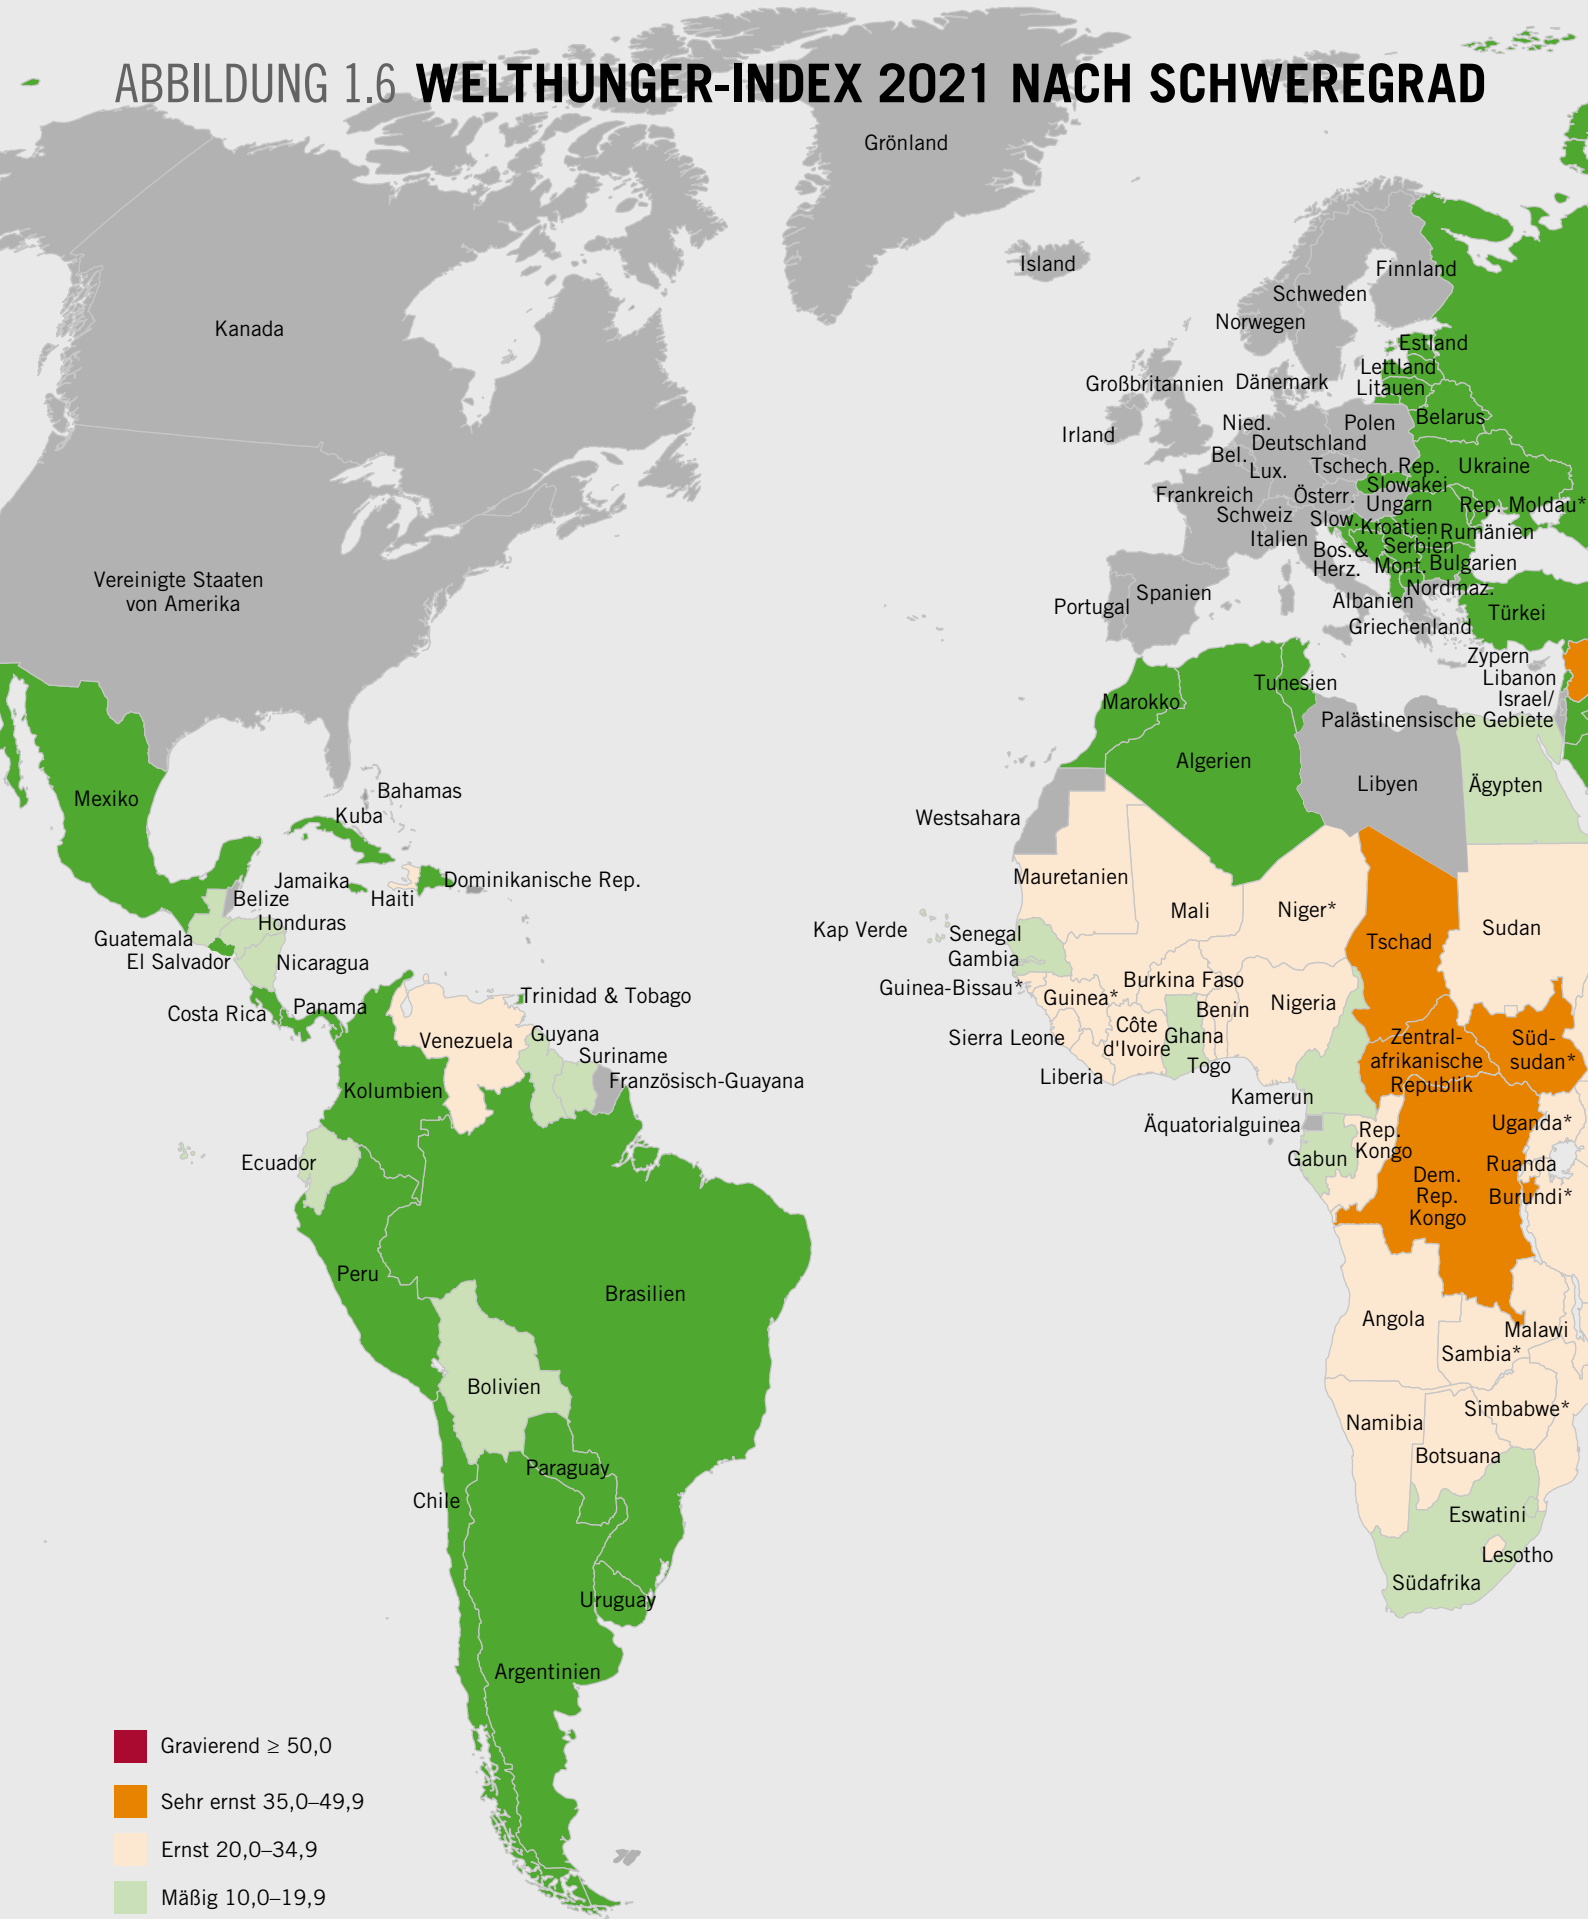 ABBILDUNG 1.6 WELTHUNGER-INDEX 2021 NACH SCHWEREGRAD
Grönland
Island
Finnland
Schweden
Norwegen
Kanada
Estland
Lettland
Litauen
Großbritannien
Dänemark
Belarus
Irland
Nied.
Polen
Deutschland
Bel.
Lux.
Tschech. Rep.
Ukraine
Slowakei
Frankreich
Österr.
Ungarn
Rep. Moldau*
Schweiz
Slow.
Kroatien
Rumänien
Italien
Serbien
Bos.&
Herz.
Mont.
Bulgarien
Nordmaz.
Vereinigte Staaten
von Amerika
Portugal
Spanien
Albanien
Türkei
Griechenland
Zypern
Libanon
Israel/
Palästinensische Gebiete
Tunesien
Marokko
Algerien
Libyen
Ägypten
Westsahara
Mexiko
Bahamas
Kuba
Jamaika
Haiti
Dominikanische Rep.
Belize
Honduras
Guatemala
El Salvador
Nicaragua
Costa Rica
Panama
Trinidad & Tobago
Mauretanien
Mali
Niger*
Tschad
Sudan
Kap Verde
Senegal
Gambia
Guinea-Bissau*
Guinea*
Burkina Faso
Benin
Nigeria
Sierra Leone
Côte
d'Ivoire
Ghana
Togo
Liberia
Zentral-
afrikanische
Republik
Süd-
sudan*
Kamerun
Äquatorialguinea
Gabun
Rep.
Kongo
Uganda*
Ruanda
Burundi*
Dem.
Rep.
Kongo
Venezuela
Guyana
Suriname
Französisch-Guayana
Kolumbien
Ecuador
Peru
Brasilien
Bolivien
Paraguay
Chile
Uruguay
Argentinien
Angola
Malawi
Sambia*
Namibia
Simbabwe*
Botsuana
Eswatini
Lesotho
Südafrika
Gravierend ≥ 50,0
Sehr ernst 35,0–49,9
Ernst 20,0–34,9
Mäßig 10,0–19,9